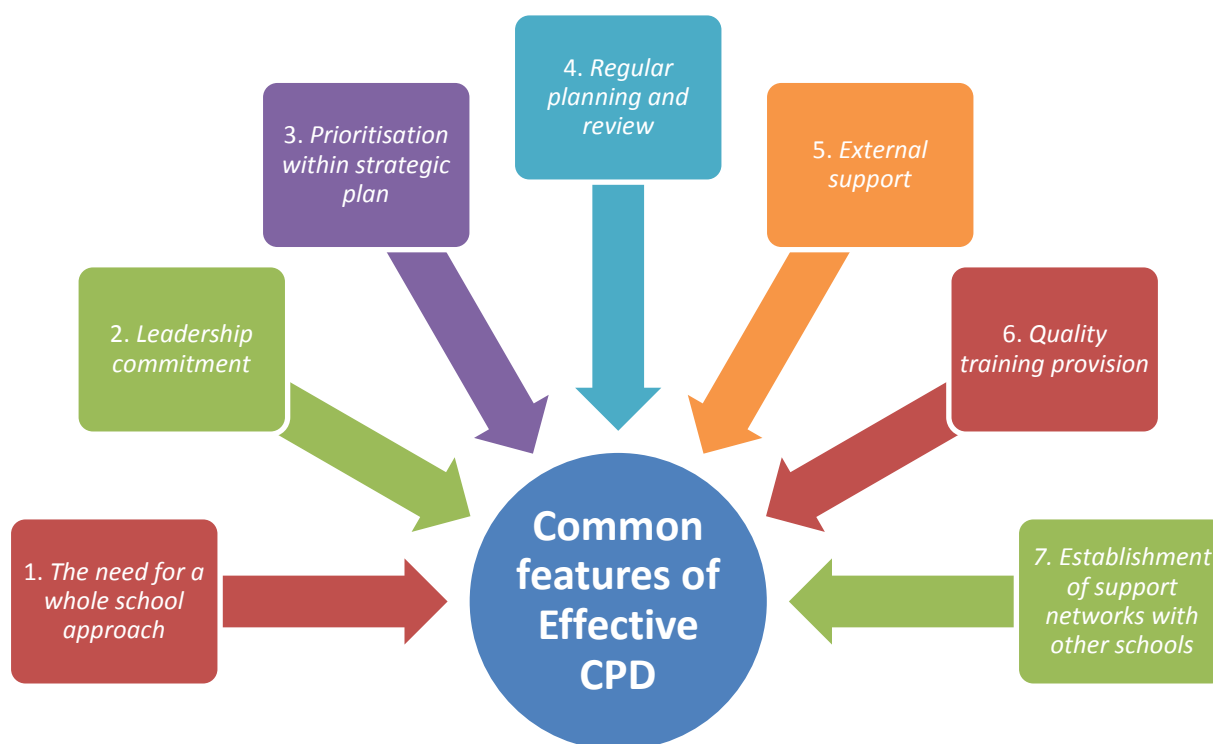 1. The need for a
whole school
approach
2. Leadership
commitment
3. Prioritisation
within strategic
plan
4. Regular
planning and
review
5. External
support
6. Quality
training provision
7. Establishment
of support
networks with
other schools
Common
features of
Effective
CPD